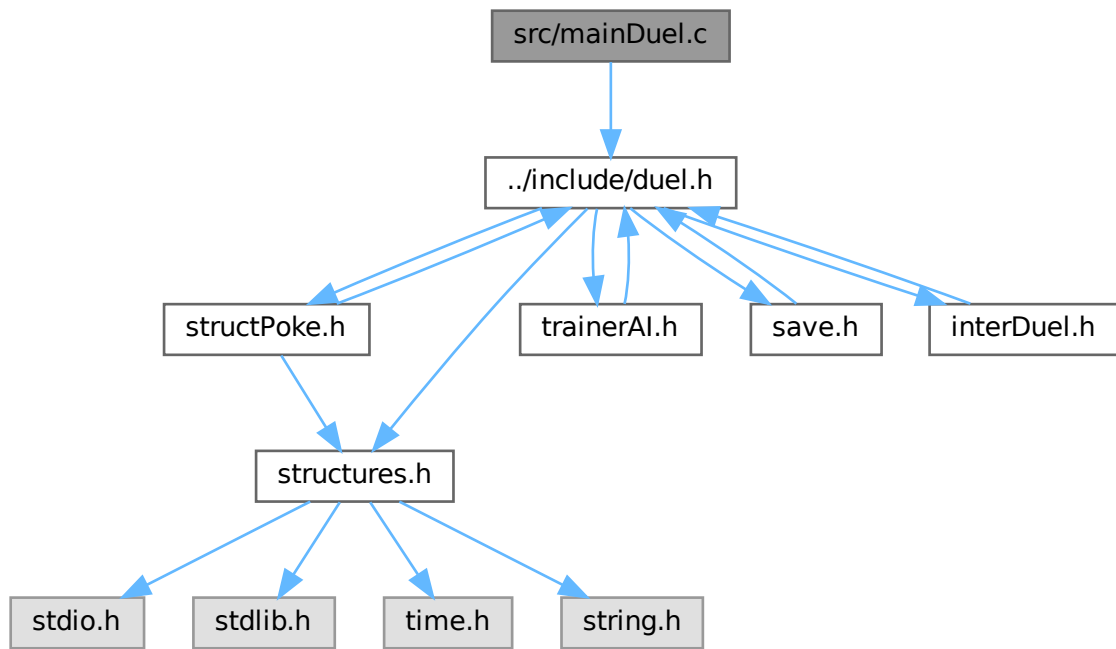 src/mainDuel.c
../include/duel.h
structPoke.h
trainerAI.h
save.h
interDuel.h
structures.h
stdio.h
stdlib.h
time.h
string.h